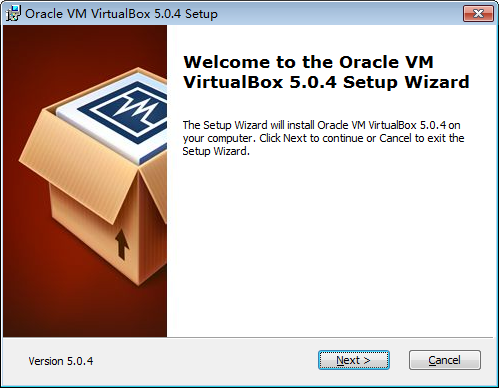 Oracle VM VirtualBox 5.0.4 Setup
Welcome to the Oracle VM
VirtualBox 5.0.4 Setup Wizard
The Setup Wizard will install Oracle VM VirtualBox 5.0.4 on
your computer. Click Next to continue or Cancel to exit the
Setup Wizard.
Version 5.0.4
Next >
Cancel